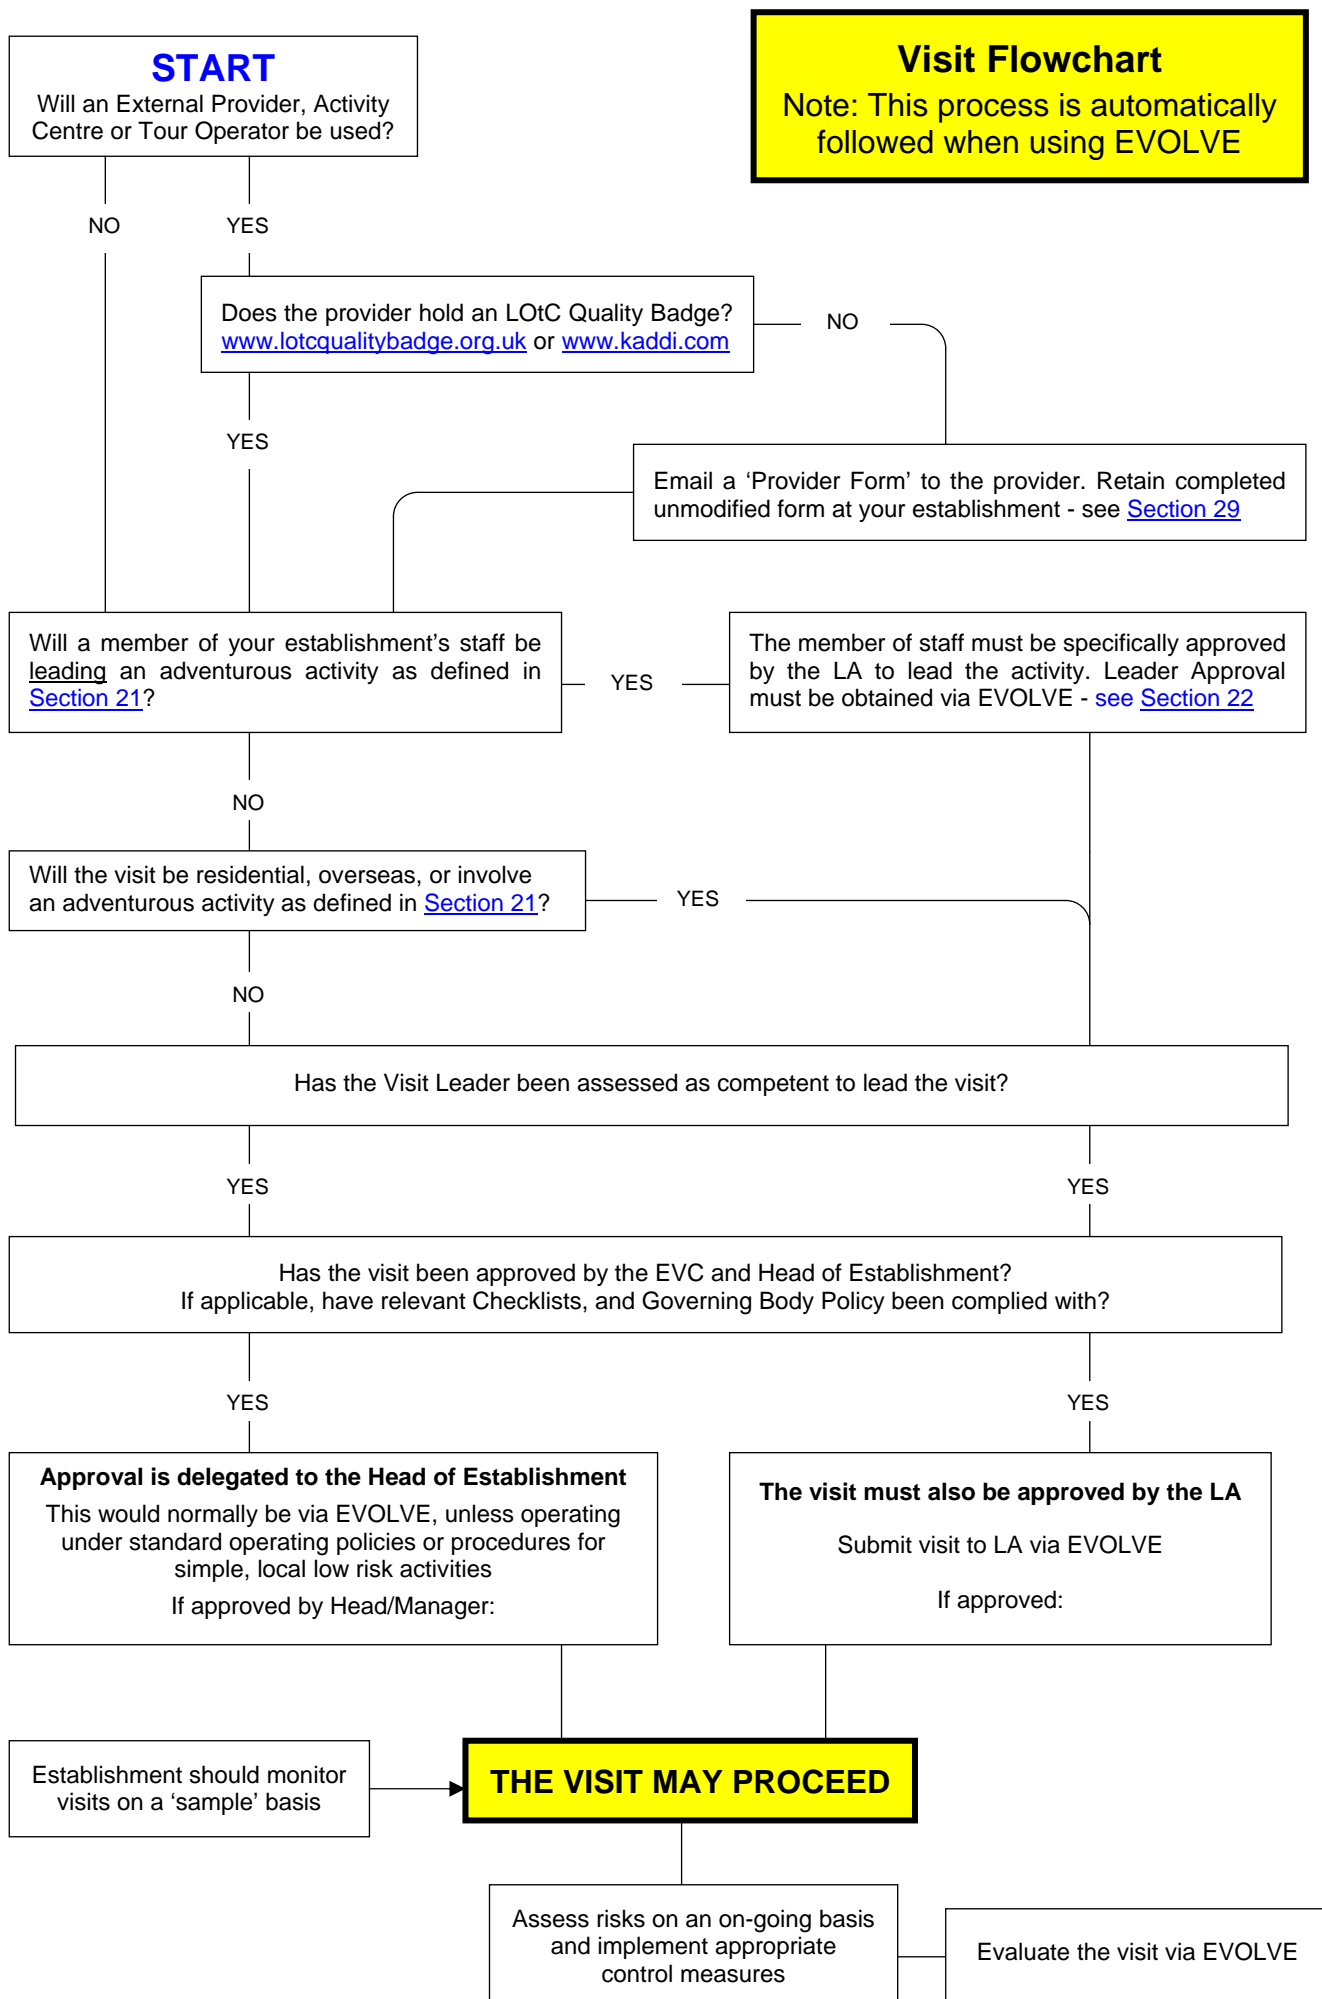 START
Will an External Provider, Activity
Centre or Tour Operator be used?
Visit Flowchart
Note: This process is automatically
followed when using EVOLVE
NO
YES
Does the provider hold an LOtC Quality Badge?
www.lotcqualitybadge.org.uk or www.kaddi.com
NO
YES
Email a ‘Provider Form’ to the provider. Retain completed
unmodified form at your establishment - see Section 29
Will a member of your establishment’s staff be
leading an adventurous activity as defined in
Section 21?
YES
The member of staff must be specifically approved
by the LA to lead the activity. Leader Approval
must be obtained via EVOLVE - see Section 22
NO
Will the visit be residential, overseas, or involve
an adventurous activity as defined in Section 21?
YES
NO
Has the Visit Leader been assessed as competent to lead the visit?
YES
YES
Has the visit been approved by the EVC and Head of Establishment?
If applicable, have relevant Checklists, and Governing Body Policy been complied with?
YES
YES
Approval is delegated to the Head of Establishment
This would normally be via EVOLVE, unless operating
under standard operating policies or procedures for
simple, local low risk activities
If approved by Head/Manager:
The visit must also be approved by the LA
Submit visit to LA via EVOLVE
If approved:
Establishment should monitor
visits on a ‘sample’ basis
THE VISIT MAY PROCEED
Assess risks on an on-going basis
and implement appropriate
control measures
Evaluate the visit via EVOLVE